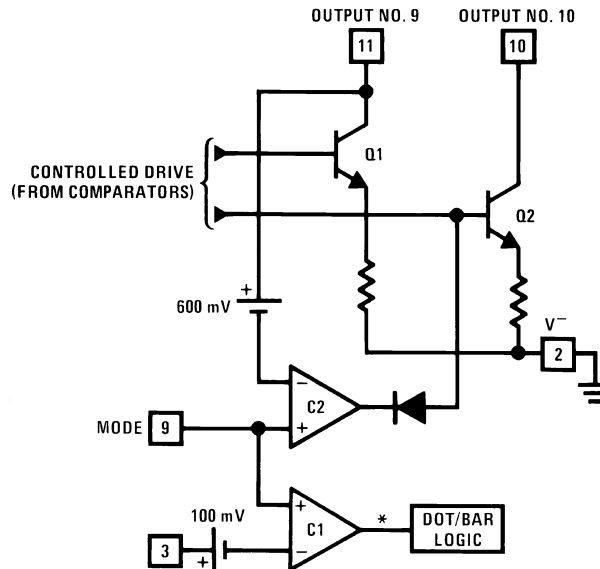 OUTPUT NO. 9
OUTPUT NO. 10
11
10
Q1
CONTROLLED DRIVE
(FROM COMPARATORS)
Q2
+
600 mV
V−
2
−
C2
+
MODE 9
+
C1
−
*
DOT/BAR
LOGIC
100 mV
3
+